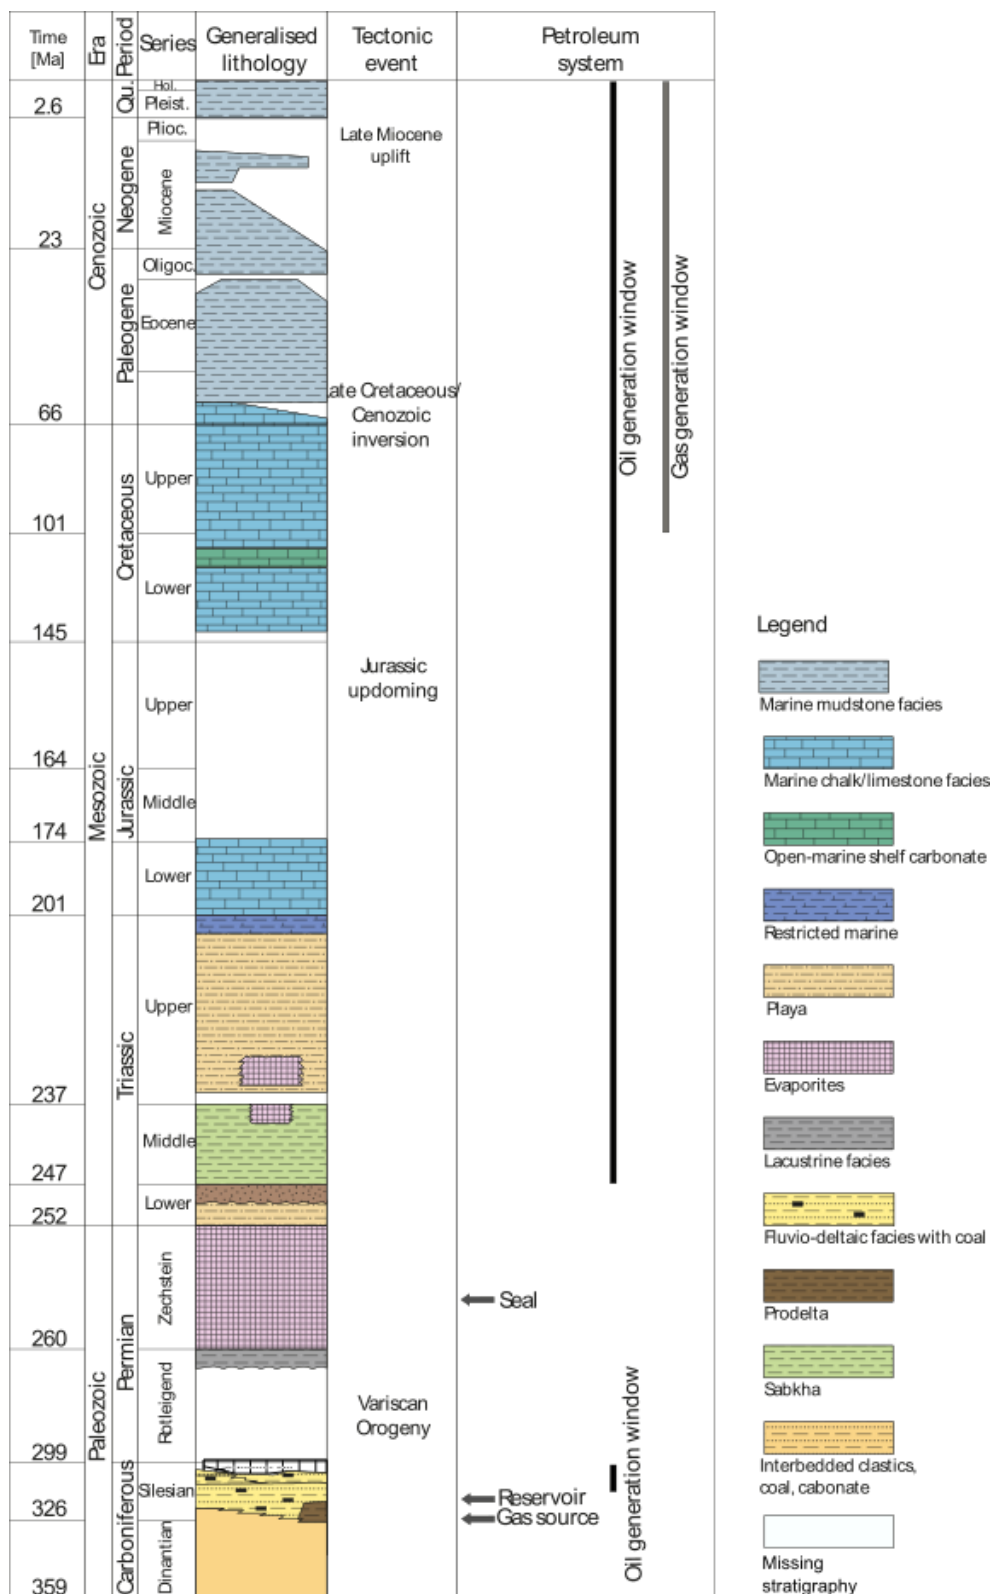 Time
[Ma]
Era
Period
Series
Generalised
lithology
Tectonic
event
Petroleum
system
2.6
23
66
101
145
164
174
201
237
247
252
260
299
326
359
Cenozoic
Mesozoic
Paleozoic
Qu.
Neogene
Paleogene
Cretaceous
Jurassic
Triassic
Permian
Carboniferous
Hol.
Pleist.
Plioc.
Miocene
Oligoc.
Eocene
Upper
Lower
Upper
Middle
Lower
Upper
Middle
Lower
Zechstein
Rotleigend
Silesian
Dinantian
Late Miocene
uplift
ate Cretaceous/
Cenozoic
inversion
Jurassic
updoming
Variscan
Orogeny
Oil generation window
Gas generation window
Seal
Reservoir
Gas source
Oil generation window
Legend
Marine mudstone facies
Marine chalk/limestone facies
Open-marine shelf carbonate
Restricted marine
Playa
Evaporites
Lacustrine facies
Fluvio-deltaic facies with coal
Prodelta
Sabkha
Interbedded clastics,
coal, cabonate
Missing
stratigraphy